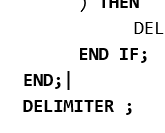 ) THEN
DEL
END IF;
END;
DELIMITER ;